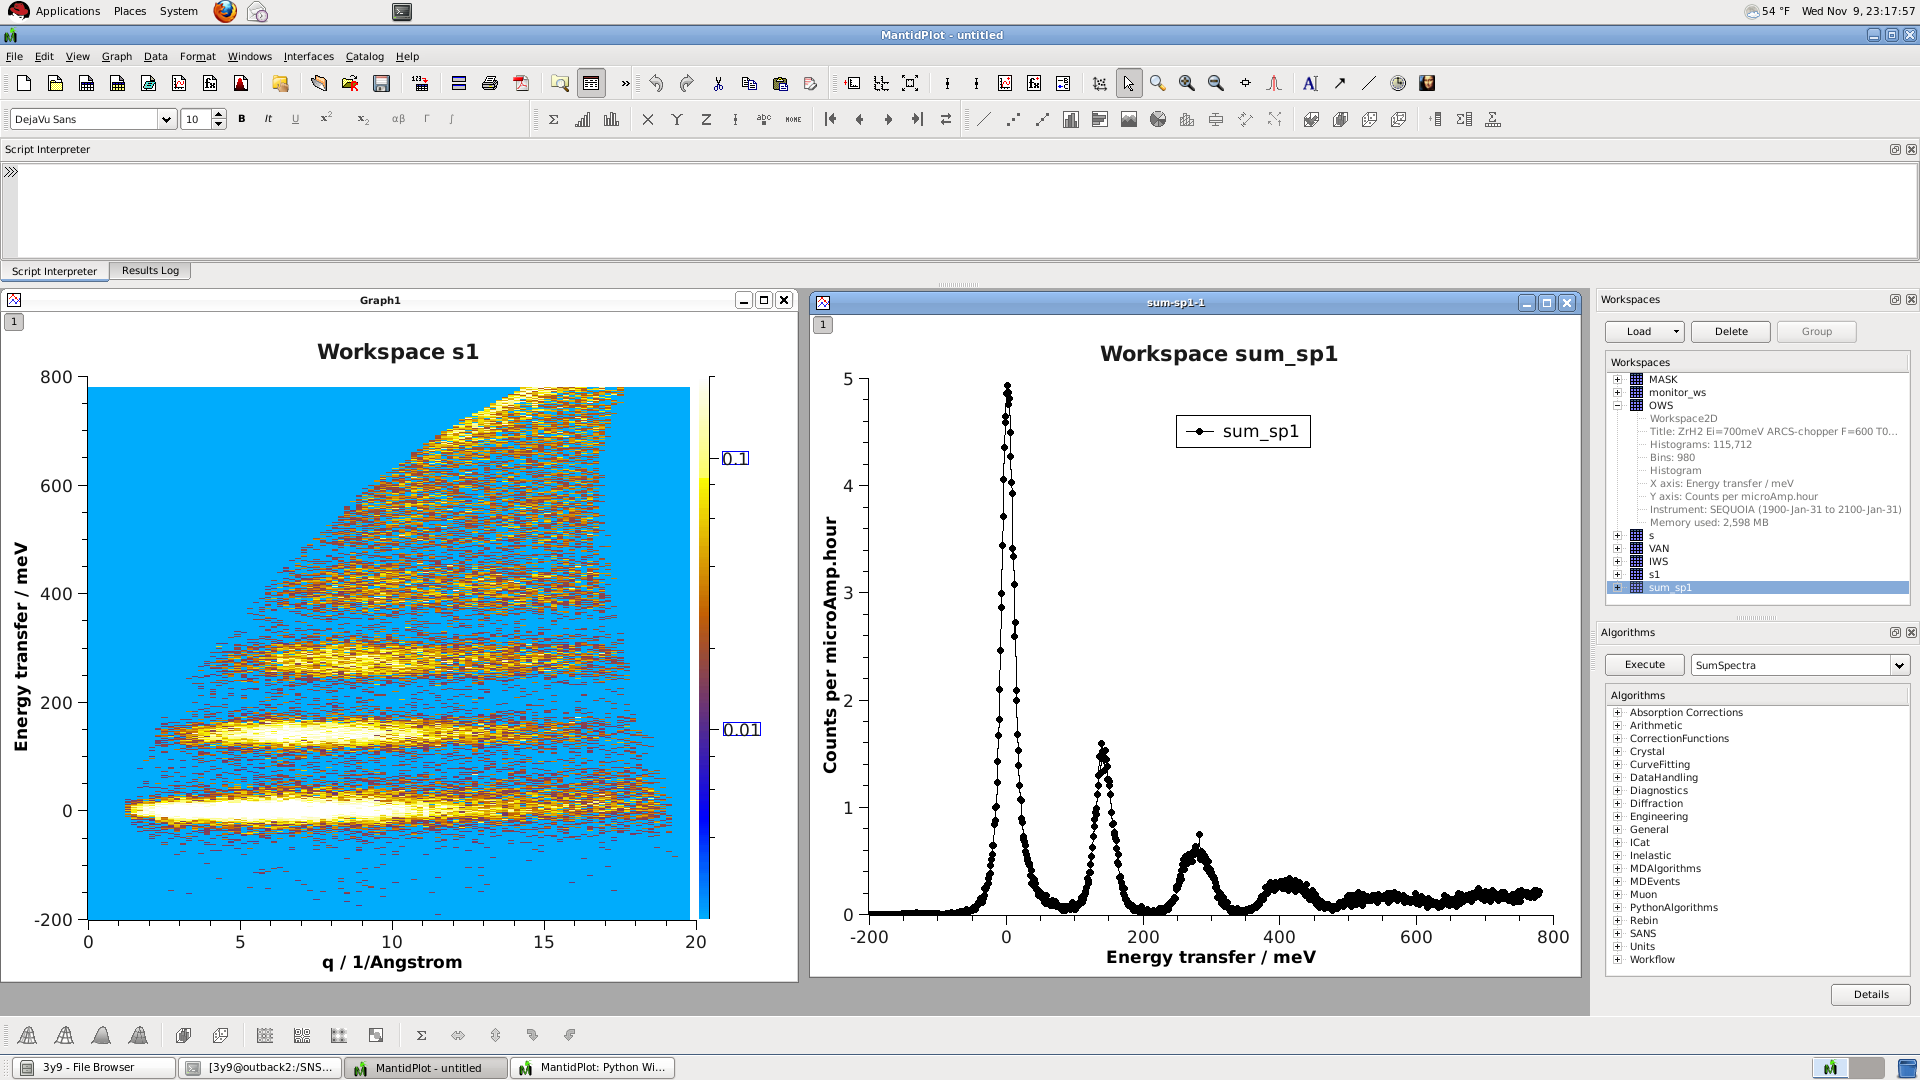 Applications Places System 54 °F Wed Nov 9, 23:17:57
MantidPlot - untitled
File Edit View Graph Data Format Windows Interfaces Catalog Help
DejaVu Sans 10 B It U x² x₂ αβ Γ ∫
Script Interpreter
>>>
Script Interpreter Results Log
Graph1
1
Workspace s1
800
600
400
200
0
-200
Energy transfer / meV
0 5 10 15 20
q / 1/Angstrom
0.1
0.01
sum-sp1-1
1
Workspace sum_sp1
sum_sp1
5
4
3
2
1
0
Counts per microAmp.hour
-200 0 200 400 600 800
Energy transfer / meV
Workspaces
Load Delete Group
Workspaces
MASK
monitor_ws
OWS
Workspace2D
Title: ZrH2 Ei=700meV ARCS-chopper F=600 T0...
Histograms: 115,712
Bins: 980
Histogram
X axis: Energy transfer / meV
Y axis: Counts per microAmp.hour
Instrument: SEQUOIA (1900-Jan-31 to 2100-Jan-31)
Memory used: 2,598 MB
s
VAN
IWS
s1
sum_sp1
Algorithms
Execute SumSpectra
Algorithms
Absorption Corrections
Arithmetic
CorrectionFunctions
Crystal
CurveFitting
DataHandling
Diagnostics
Diffraction
Engineering
General
ICat
Inelastic
MDAlgorithms
MDEvents
Muon
PythonAlgorithms
Rebin
SANS
Units
Workflow
Details
3y9 - File Browser [3y9@outback2:/SNS... MantidPlot - untitled MantidPlot: Python Wi...